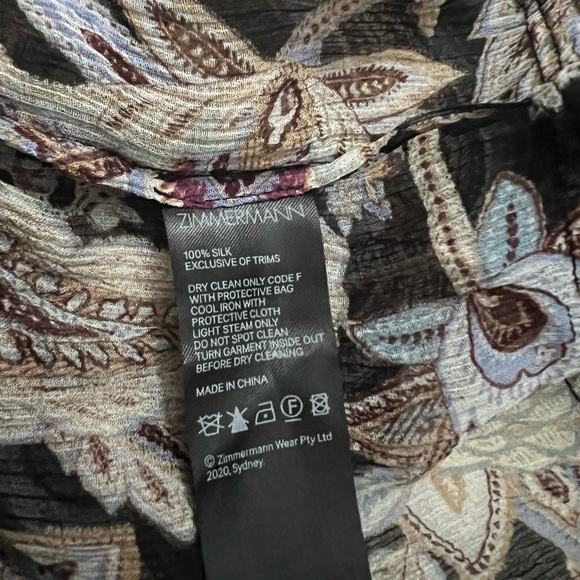 ZIMMERMANN
100% SILK
EXCLUSIVE OF TRIMS
DRY CLEAN ONLY CODE F
WITH PROTECTIVE BAG
COOL IRON WITH
PROTECTIVE CLOTH
LIGHT STEAM ONLY
DO NOT SPOT CLEAN
TURN GARMENT INSIDE OUT
BEFORE DRY CLEANING
MADE IN CHINA
F
© Zimmermann Wear Pty Ltd
2020, Sydney